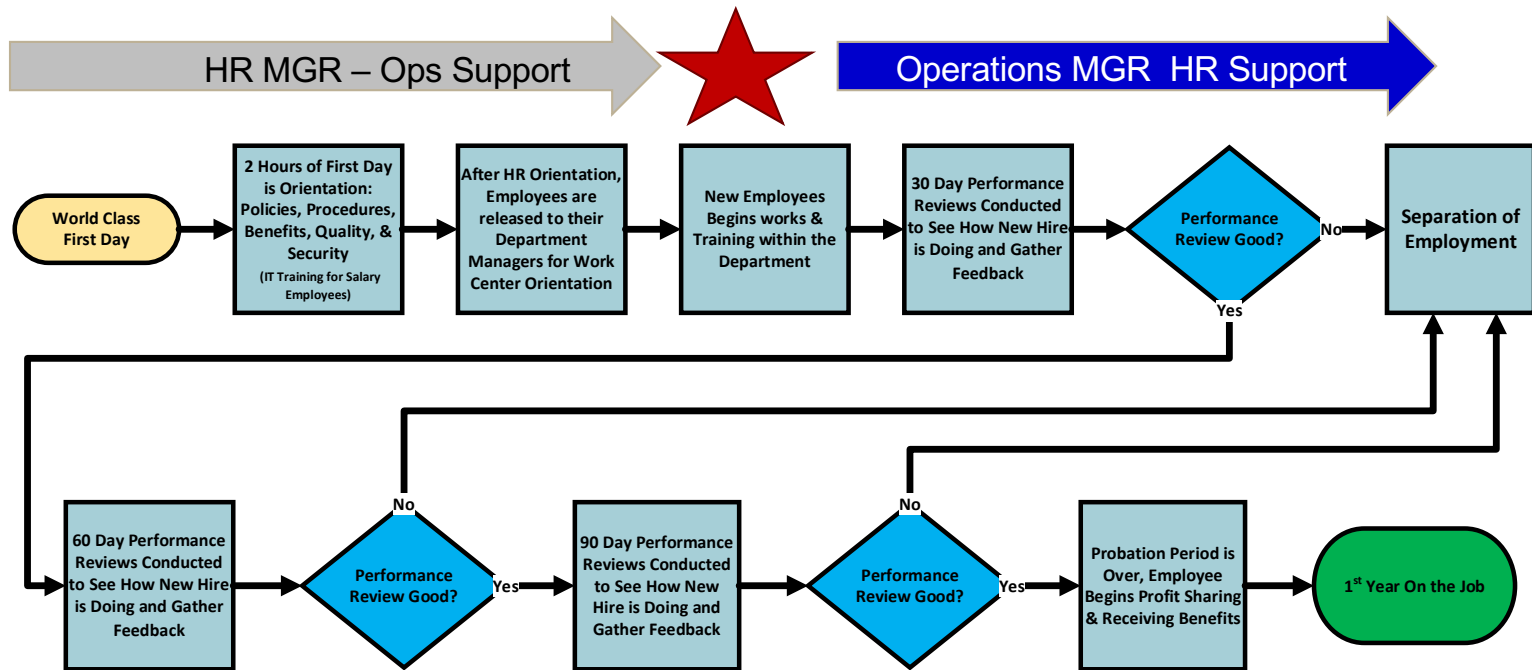 HR MGR – Ops Support
Operations MGR  HR Support
World Class
First Day
2 Hours of First Day
is Orientation:
Policies, Procedures,
Benefits, Quality, &
Security
(IT Training for Salary
Employees)
After HR Orientation,
Employees are
released to their
Department
Managers for Work
Center Orientation
New Employees
Begins works &
Training within the
Department
30 Day Performance
Reviews Conducted
to See How New Hire
is Doing and Gather
Feedback
Performance
Review Good?
No
Yes
Separation of
Employment
60 Day Performance
Reviews Conducted
to See How New Hire
is Doing and Gather
Feedback
Performance
Review Good?
No
Yes
90 Day Performance
Reviews Conducted
to See How New
Hire is Doing and
Gather Feedback
Performance
Review Good?
No
Yes
Probation Period is
Over, Employee
Begins Profit Sharing
& Receiving Benefits
1st Year On the Job